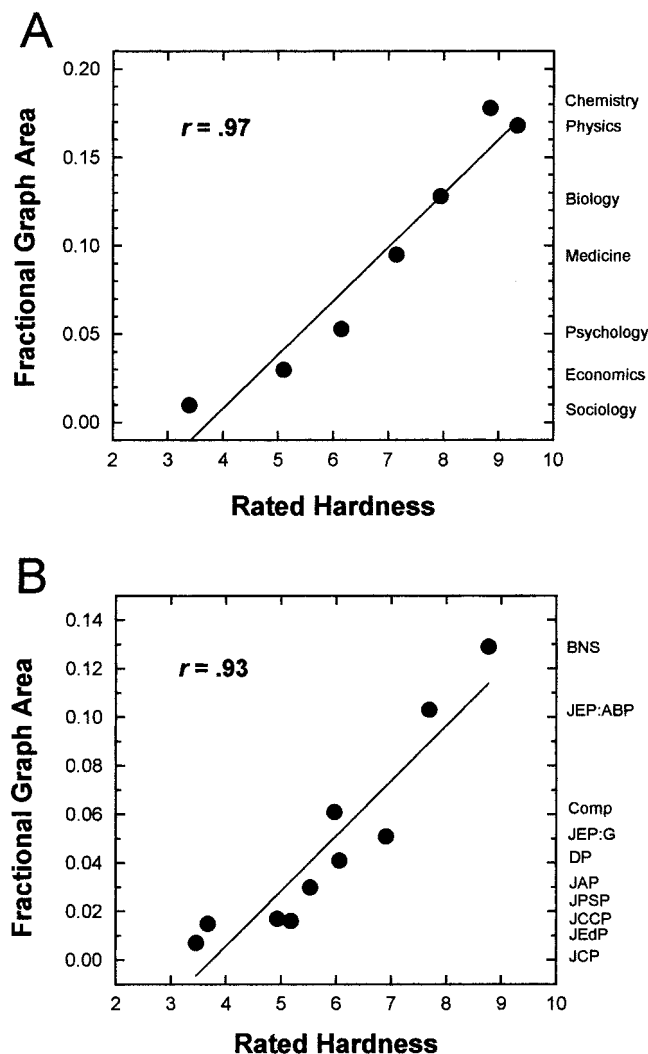 A
r = .97
Fractional Graph Area
0.20
0.15
0.10
0.05
0.00
2 3 4 5 6 7 8 9 10
Rated Hardness
Chemistry
Physics
Biology
Medicine
Psychology
Economics
Sociology
B
r = .93
Fractional Graph Area
0.14
0.12
0.10
0.08
0.06
0.04
0.02
0.00
2 3 4 5 6 7 8 9 10
Rated Hardness
BNS
JEP:ABP
Comp
JEP:G
DP
JAP
JPSP
JCCP
JEdP
JCP